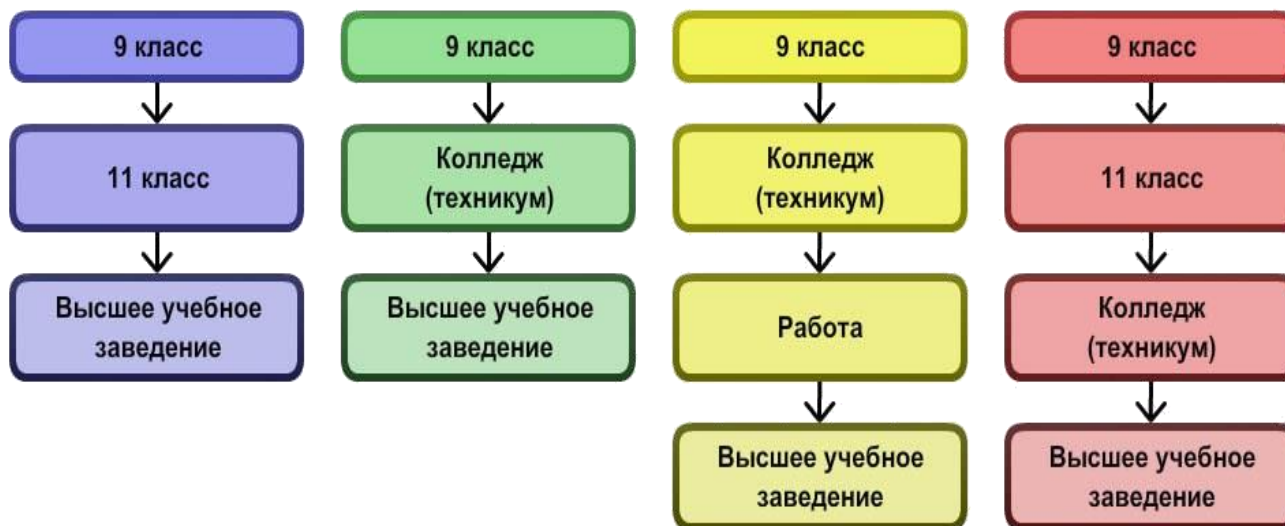 9 класс
11 класс
Высшее учебное
заведение
9 класс
Колледж
(техникум)
Высшее учебное
заведение
9 класс
Колледж
(техникум)
Работа
Высшее учебное
заведение
9 класс
11 класс
Колледж
(техникум)
Высшее учебное
заведение